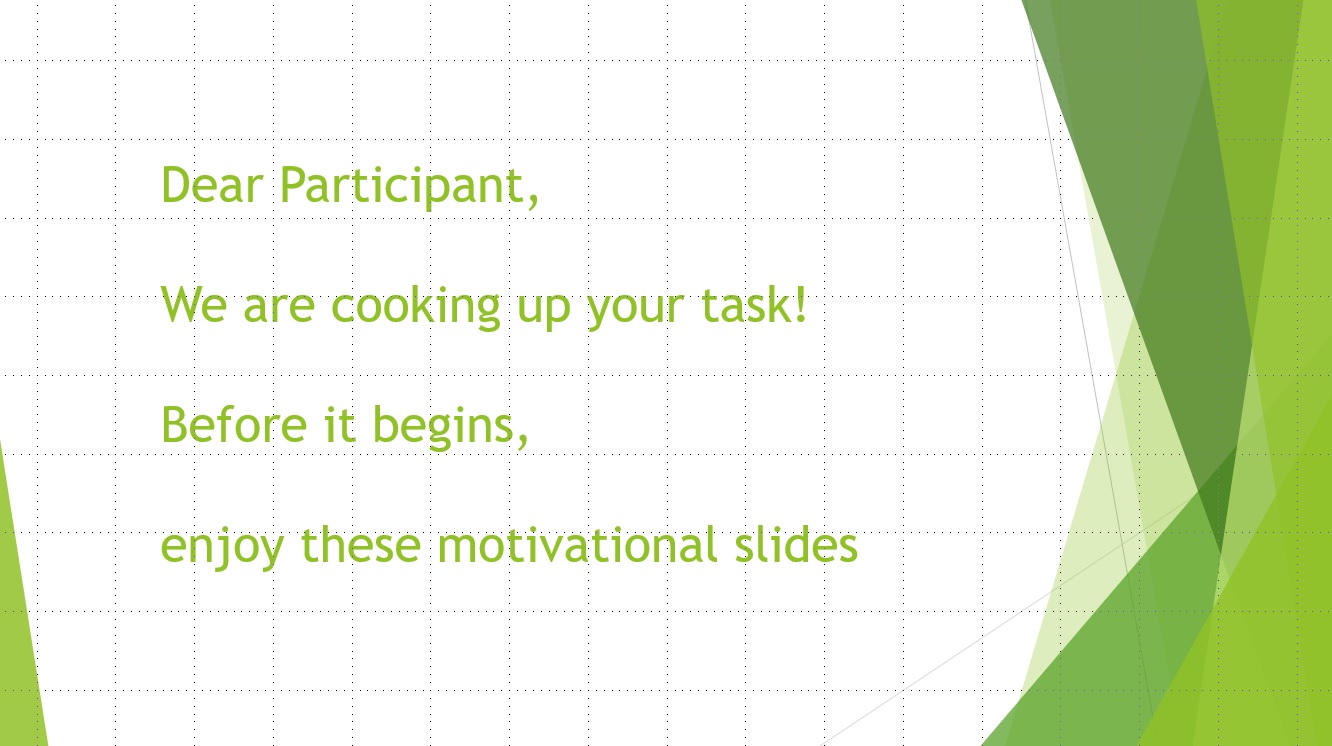 Dear Participant,
We are cooking up your task!
Before it begins,
enjoy these motivational slides